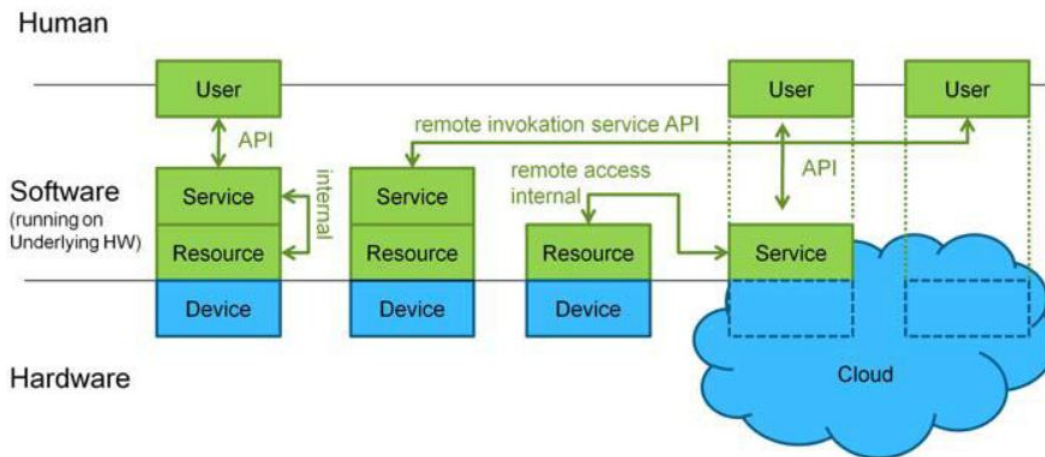 Human
User
User
User
API
remote invokation service API
API
remote access
internal
internal
Software
(running on
Underlying HW)
Service
Service
Resource
Resource
Resource
Service
Device
Device
Device
Hardware
Cloud